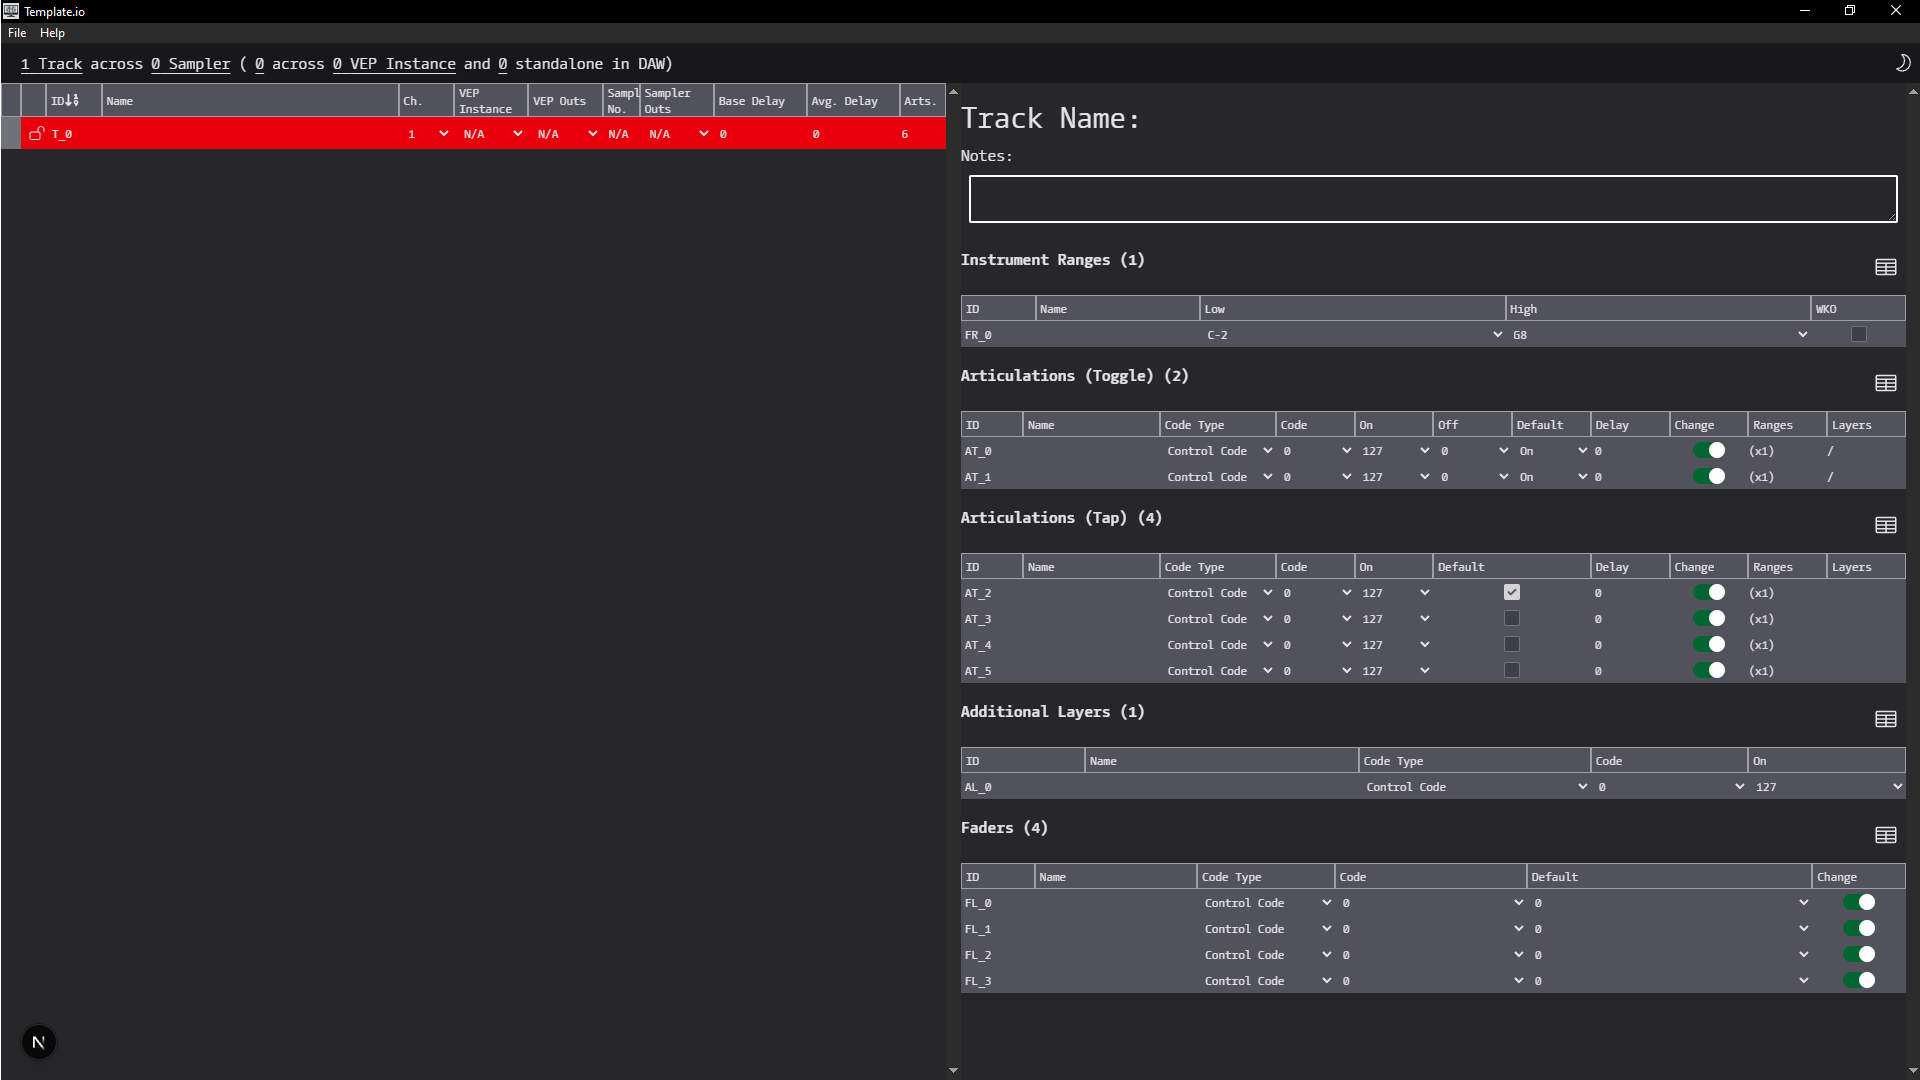 Template.io
File Help
1 Track across 0 Sampler ( 0 across 0 VEP Instance and 0 standalone in DAW)
ID Name Ch. VEP Instance VEP Outs Sampl No. Sampler Outs Base Delay Avg. Delay Arts.
T_0 1 N/A N/A N/A N/A 0 0 6
Track Name:
Notes:
Instrument Ranges (1)
ID Name Low High WKO
FR_0 C-2 G8
Articulations (Toggle) (2)
ID Name Code Type Code On Off Default Delay Change Ranges Layers
AT_0 Control Code 0 127 0 On 0 (x1) /
AT_1 Control Code 0 127 0 On 0 (x1) /
Articulations (Tap) (4)
ID Name Code Type Code On Default Delay Change Ranges Layers
AT_2 Control Code 0 127 0 (x1)
AT_3 Control Code 0 127 0 (x1)
AT_4 Control Code 0 127 0 (x1)
AT_5 Control Code 0 127 0 (x1)
Additional Layers (1)
ID Name Code Type Code On
AL_0 Control Code 0 127
Faders (4)
ID Name Code Type Code Default Change
FL_0 Control Code 0 0
FL_1 Control Code 0 0
FL_2 Control Code 0 0
FL_3 Control Code 0 0
N